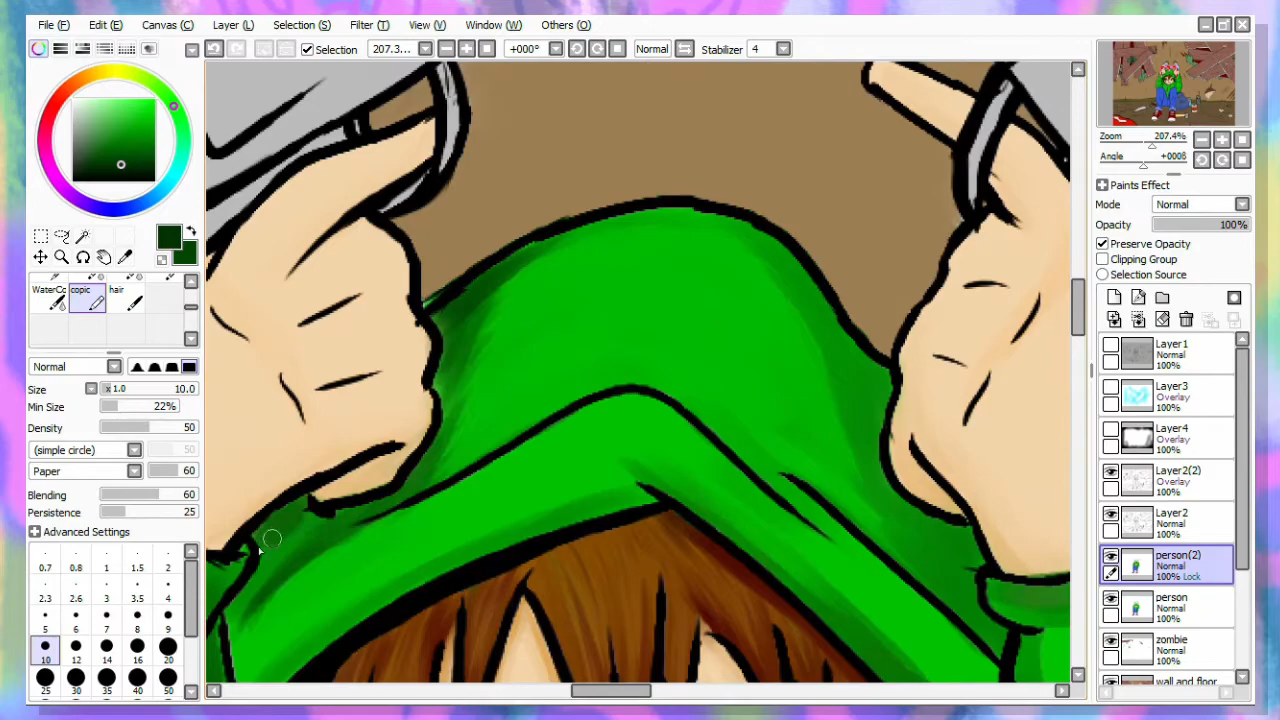 File (F) Edit (E) Canvas (C) Layer (L) Selection (S) Filter (T) View (V) Window (W) Others (O)
Selection 207.3... +000° Normal Stabilizer 4
Zoom 207.4%
Angle +0008
Paints Effect
Mode Normal
Opacity 100%
Preserve Opacity
Clipping Group
Selection Source
WaterCo copic hair
Normal
Size x 1.0 10.0
Min Size 22%
Density 50
(simple circle) 50
Paper 60
Blending 60
Persistence 25
Advanced Settings
0.7 0.8 1 1.5 2
2.3 2.6 3 3.5 4
5 6 7 8 9
10 12 14 16 20
25 30 35 40 50
Layer1
Normal
100%
Layer3
Overlay
100%
Layer4
Overlay
100%
Layer2(2)
Overlay
100%
Layer2
Normal
100%
person(2)
Normal
100% Lock
person
Normal
100%
zombie
Normal
100%
wall and floor